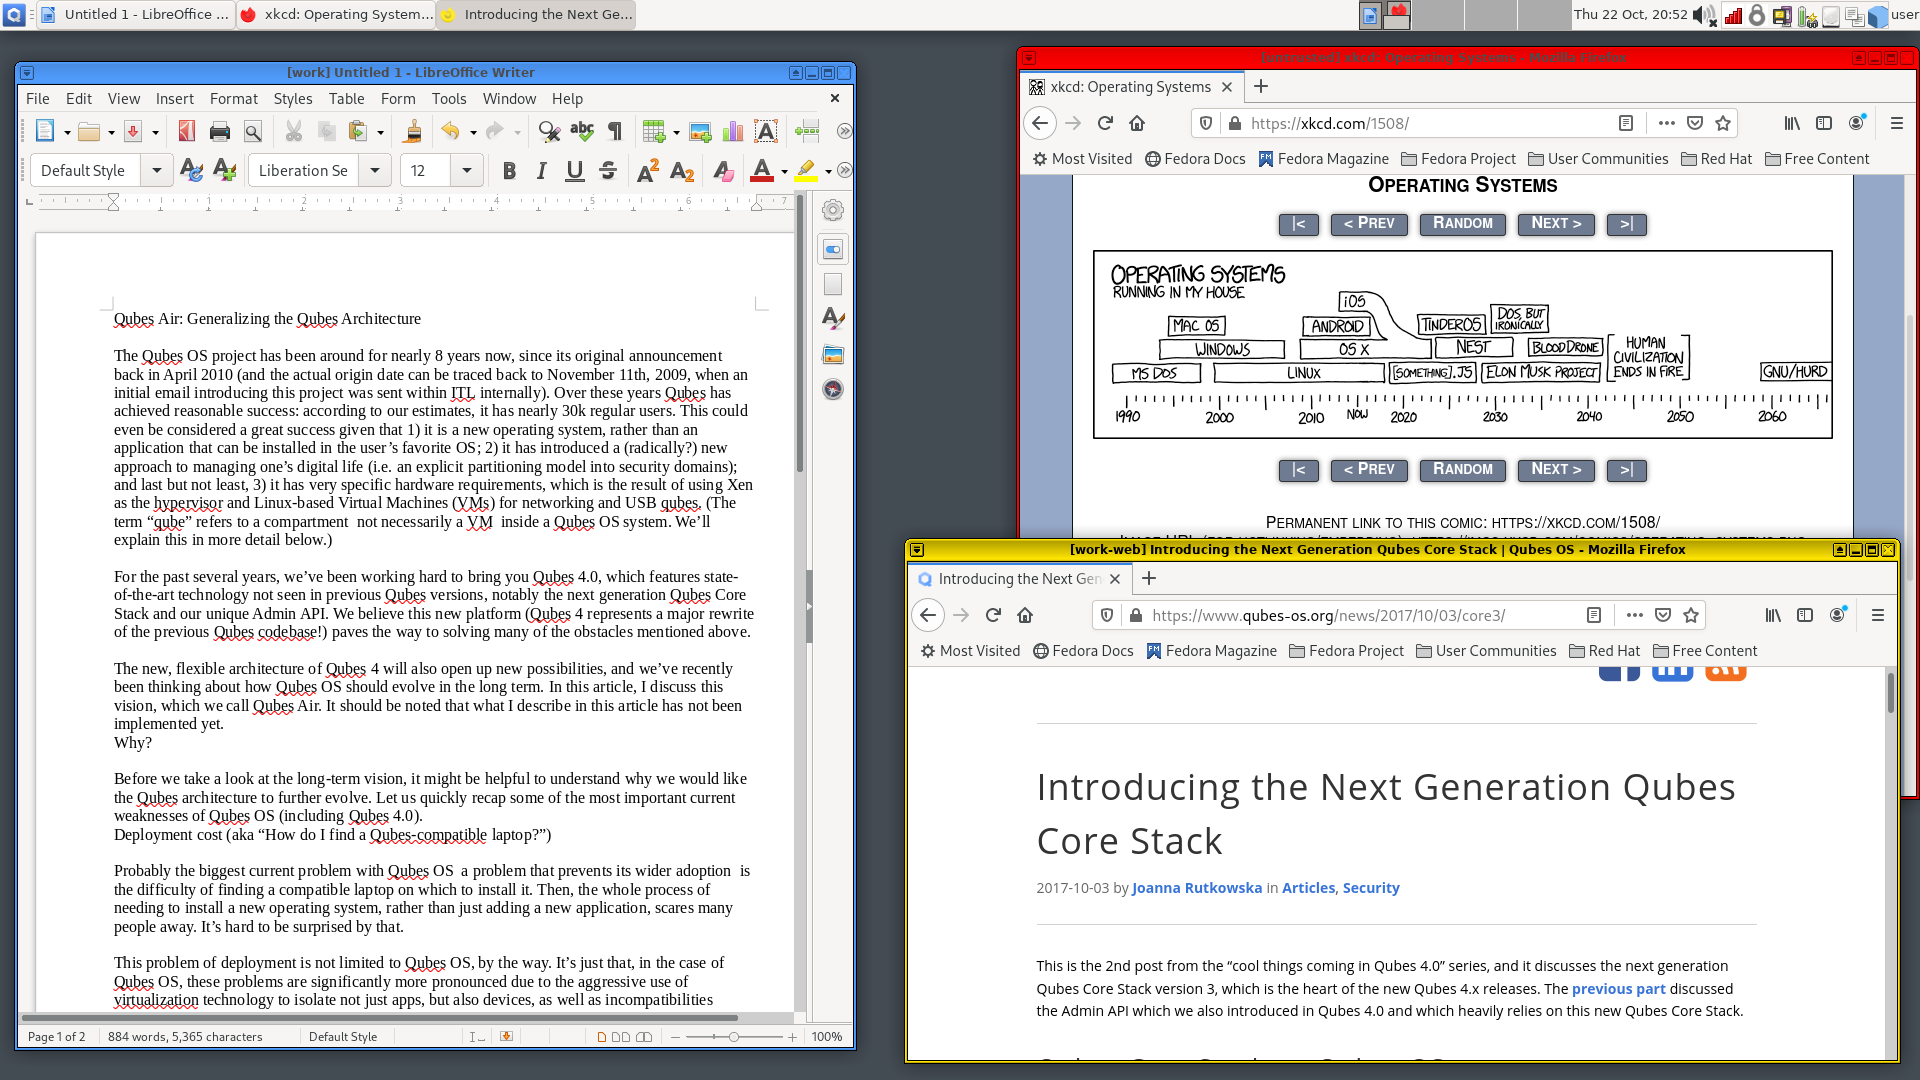 Untitled 1 - LibreOffice ...
xkcd: Operating System...
Introducing the Next Ge...
Thu 22 Oct, 20:52
user
[work] Untitled 1 - LibreOffice Writer
File Edit View Insert Format Styles Table Form Tools Window Help
Default Style
Liberation Se
12
1 1 2 3 4 5 6 7
Qubes Air: Generalizing the Qubes Architecture
The Qubes OS project has been around for nearly 8 years now, since its original announcement
back in April 2010 (and the actual origin date can be traced back to November 11th, 2009, when an
initial email introducing this project was sent within ITL internally). Over these years Qubes has
achieved reasonable success: according to our estimates, it has nearly 30k regular users. This could
even be considered a great success given that 1) it is a new operating system, rather than an
application that can be installed in the user’s favorite OS; 2) it has introduced a (radically?) new
approach to managing one’s digital life (i.e. an explicit partitioning model into security domains);
and last but not least, 3) it has very specific hardware requirements, which is the result of using Xen
as the hypervisor and Linux-based Virtual Machines (VMs) for networking and USB qubes. (The
term “qube” refers to a compartment  not necessarily a VM  inside a Qubes OS system. We’ll
explain this in more detail below.)
For the past several years, we’ve been working hard to bring you Qubes 4.0, which features state-
of-the-art technology not seen in previous Qubes versions, notably the next generation Qubes Core
Stack and our unique Admin API. We believe this new platform (Qubes 4 represents a major rewrite
of the previous Qubes codebase!) paves the way to solving many of the obstacles mentioned above.
The new, flexible architecture of Qubes 4 will also open up new possibilities, and we’ve recently
been thinking about how Qubes OS should evolve in the long term. In this article, I discuss this
vision, which we call Qubes Air. It should be noted that what I describe in this article has not been
implemented yet.
Why?
Before we take a look at the long-term vision, it might be helpful to understand why we would like
the Qubes architecture to further evolve. Let us quickly recap some of the most important current
weaknesses of Qubes OS (including Qubes 4.0).
Deployment cost (aka “How do I find a Qubes-compatible laptop?”)
Probably the biggest current problem with Qubes OS  a problem that prevents its wider adoption  is
the difficulty of finding a compatible laptop on which to install it. Then, the whole process of
needing to install a new operating system, rather than just adding a new application, scares many
people away. It’s hard to be surprised by that.
This problem of deployment is not limited to Qubes OS, by the way. It’s just that, in the case of
Qubes OS, these problems are significantly more pronounced due to the aggressive use of
virtualization technology to isolate not just apps, but also devices, as well as incompatibilities
Page 1 of 2
884 words, 5,365 characters
Default Style
100%
[untrusted] xkcd: Operating Systems - Mozilla Firefox
xkcd: Operating Systems
https://xkcd.com/1508/
Most Visited Fedora Docs Fedora Magazine Fedora Project User Communities Red Hat Free Content
OPERATING SYSTEMS
|< < PREV RANDOM NEXT > >|
OPERATING SYSTEMS
RUNNING IN MY HOUSE
iOS
MAC OS ANDROID TINDEROS DOS, BUT IRONICALLY
WINDOWS OS X NEST BLOODDRONE HUMAN CIVILIZATION ENDS IN FIRE
MS DOS LINUX [SOMETHING].JS ELON MUSK PROJECT GNU/HURD
1990 2000 2010 NOW 2020 2030 2040 2050 2060
|< < PREV RANDOM NEXT > >|
PERMANENT LINK TO THIS COMIC: HTTPS://XKCD.COM/1508/
[work-web] Introducing the Next Generation Qubes Core Stack | Qubes OS - Mozilla Firefox
Introducing the Next Gen
https://www.qubes-os.org/news/2017/10/03/core3/
Most Visited Fedora Docs Fedora Magazine Fedora Project User Communities Red Hat Free Content
Introducing the Next Generation Qubes
Core Stack
2017-10-03 by Joanna Rutkowska in Articles, Security
This is the 2nd post from the “cool things coming in Qubes 4.0” series, and it discusses the next generation
Qubes Core Stack version 3, which is the heart of the new Qubes 4.x releases. The previous part discussed
the Admin API which we also introduced in Qubes 4.0 and which heavily relies on this new Qubes Core Stack.